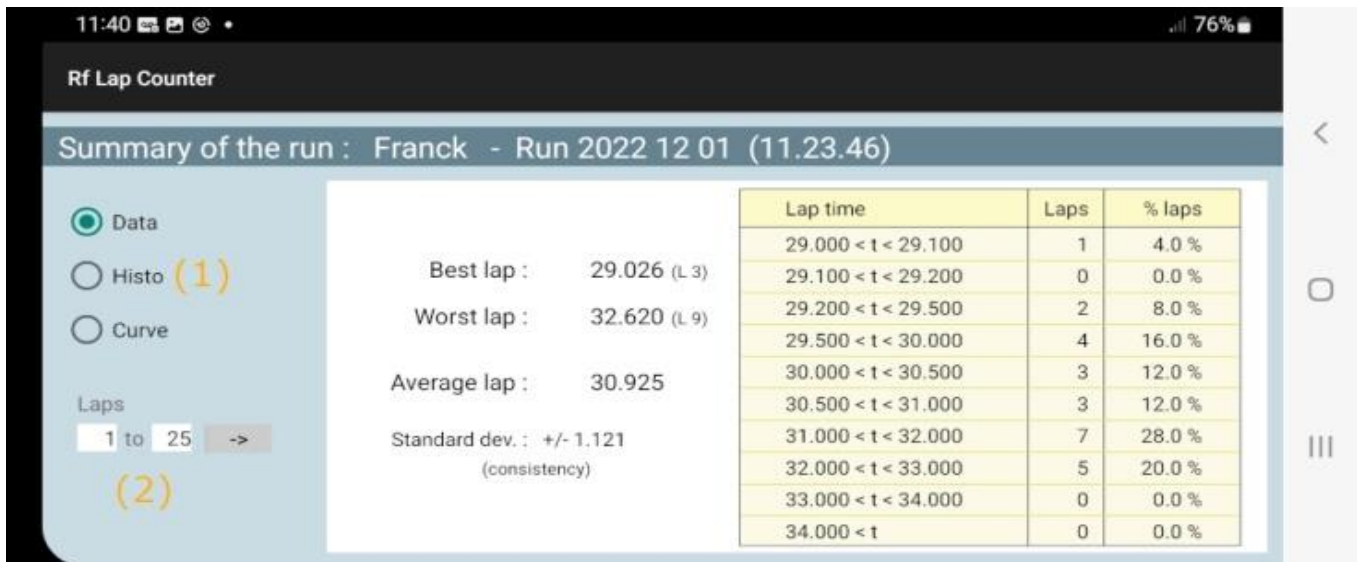 11:40
76%
Rf Lap Counter
Summary of the run : Franck - Run 2022 12 01 (11.23.46)
Data
Histo (1)
Curve
Laps
1 to 25 ->
(2)
Best lap : 29.026 (L 3)
Worst lap : 32.620 (L 9)
Average lap : 30.925
Standard dev. : +/- 1.121
(consistency)
Lap time Laps % laps
29.000 < t < 29.100 1 4.0 %
29.100 < t < 29.200 0 0.0 %
29.200 < t < 29.500 2 8.0 %
29.500 < t < 30.000 4 16.0 %
30.000 < t < 30.500 3 12.0 %
30.500 < t < 31.000 3 12.0 %
31.000 < t < 32.000 7 28.0 %
32.000 < t < 33.000 5 20.0 %
33.000 < t < 34.000 0 0.0 %
34.000 < t 0 0.0 %